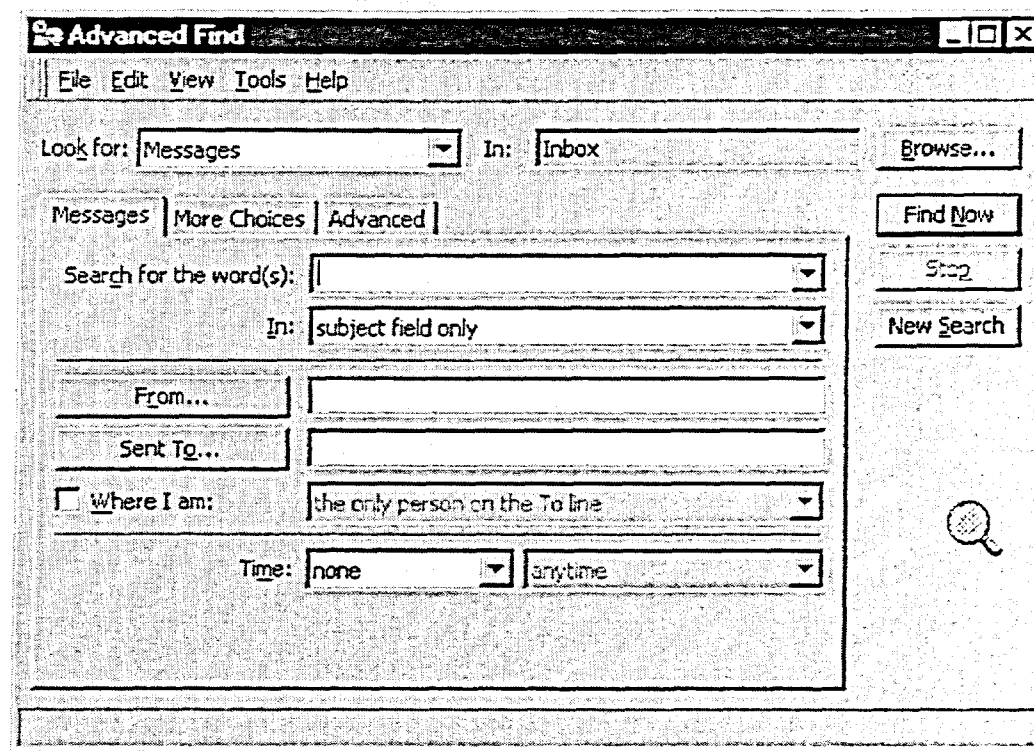 Advanced Find
File Edit View Tools Help
Look for: Messages In: Inbox Browse...
Messages More Choices Advanced Find Now
Search for the word(s): Stop
In: subject field only New Search
From...
Sent To...
Where I am: the only person on the To line
Time: none anytime